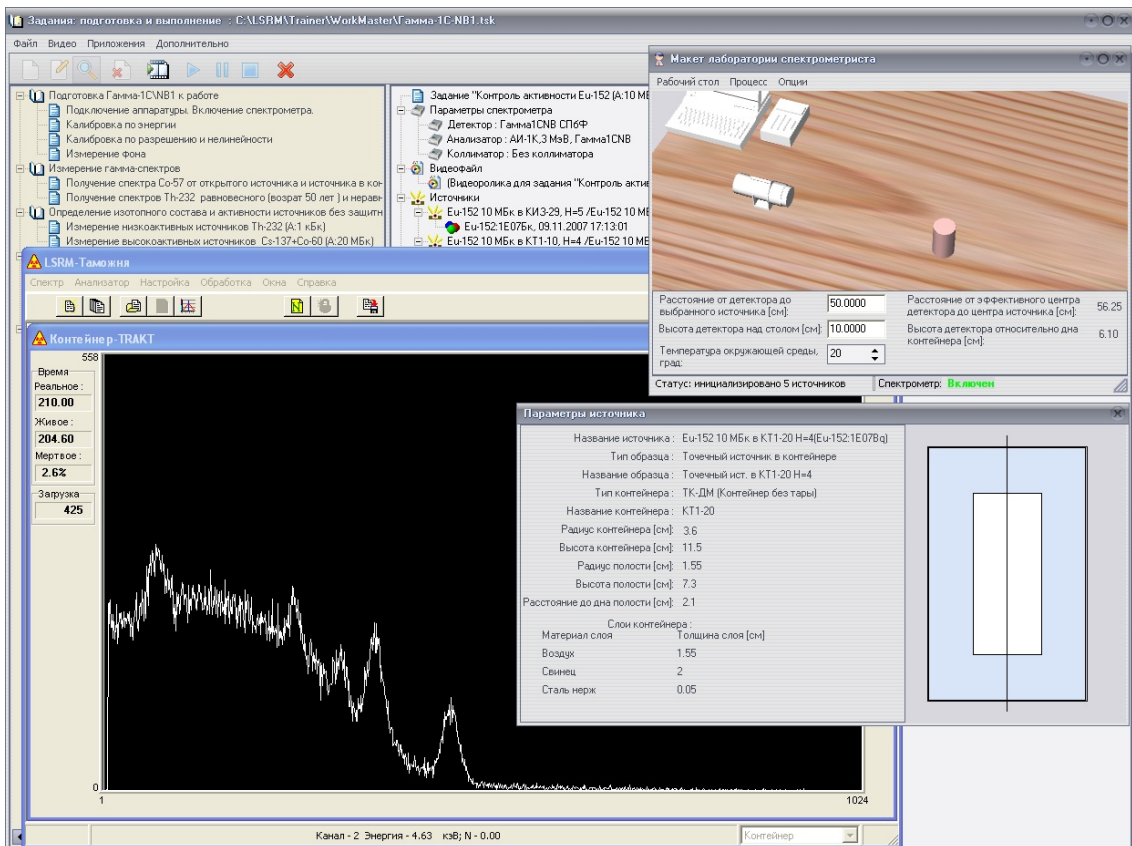 Задания: подготовка и выполнение : C:\LSRM\Trainer\WorkMaster\Гамма-1С-NB1.tsk
Файл Видео Приложения Дополнительно
Подготовка Гамма-1С\NB1 к работе
Подключение аппаратуры. Включение спектрометра.
Калибровка по энергии
Калибровка по разрешению и нелинейности
Измерение фона
Измерение гамма-спектров
Получение спектра Co-57 от открытого источника и источника в кон
Получение спектров Th-232 равновесного (возрат 50 лет ) и неравн
Определение изотопного состава и активности источников без защитн
Измерение низкоактивных источников Th-232 (А:1 кБк)
Измерение высокоактивных источников Cs-137+Co-60 (А:20 МБк)
Задание "Контроль активности Eu-152 (А:10 МБ
Параметры спектрометра
Детектор : Гамма1CNB СПбФ
Анализатор : АИ-1К,3 МэВ, Гамма1CNB
Коллиматор : Без коллиматора
Видеофайл
(Видеоролика для задания "Контроль актив
Источники
Eu-152 10 МБк в КИЗ-29, H=5 /Eu-152 10 МБ
Eu-152:1E07Бк, 09.11.2007 17:13:01
Eu-152 10 МБк в КТ1-10, H=4 /Eu-152 10 МБ
Макет лаборатории спектрометриста
Рабочий стол Процесс Опции
Расстояние от детектора до выбранного источника [см]: 50.0000
Расстояние от эффективного центра детектора до центра источника [см]: 56.25
Высота детектора над столом [см]: 10.0000
Высота детектора относительно дна контейнера [см]: 6.10
Температура окружающей среды, град: 20
Статус: инициализировано 5 источников Спектрометр: Включен
LSRM-Таможня
Спектр Анализатор Настройка Обработка Окна Справка
N
Контейнер-TRAKT
558
Время
Реальное :
210.00
Живое :
204.60
Мертвое :
2.6%
Загрузка
425
0
1
1024
Канал - 2 Энергия - 4.63 кэВ; N - 0.00
Контейнер
Параметры источника
Название источника : Eu-152 10 МБк в КТ1-20 H=4(Eu-152:1E07Bq)
Тип образца : Точечный источник в контейнере
Название образца : Точечный ист. в КТ1-20 H=4
Тип контейнера : ТК-ДМ (Контейнер без тары)
Название контейнера : КТ1-20
Радиус контейнера [см]: 3.6
Высота контейнера [см]: 11.5
Радиус полости [см]: 1.55
Высота полости [см]: 7.3
Расстояние до дна полости [см]: 2.1
Слои контейнера :
Материал слоя Толщина слоя [см]
Воздух 1.55
Свинец 2
Сталь нерж 0.05